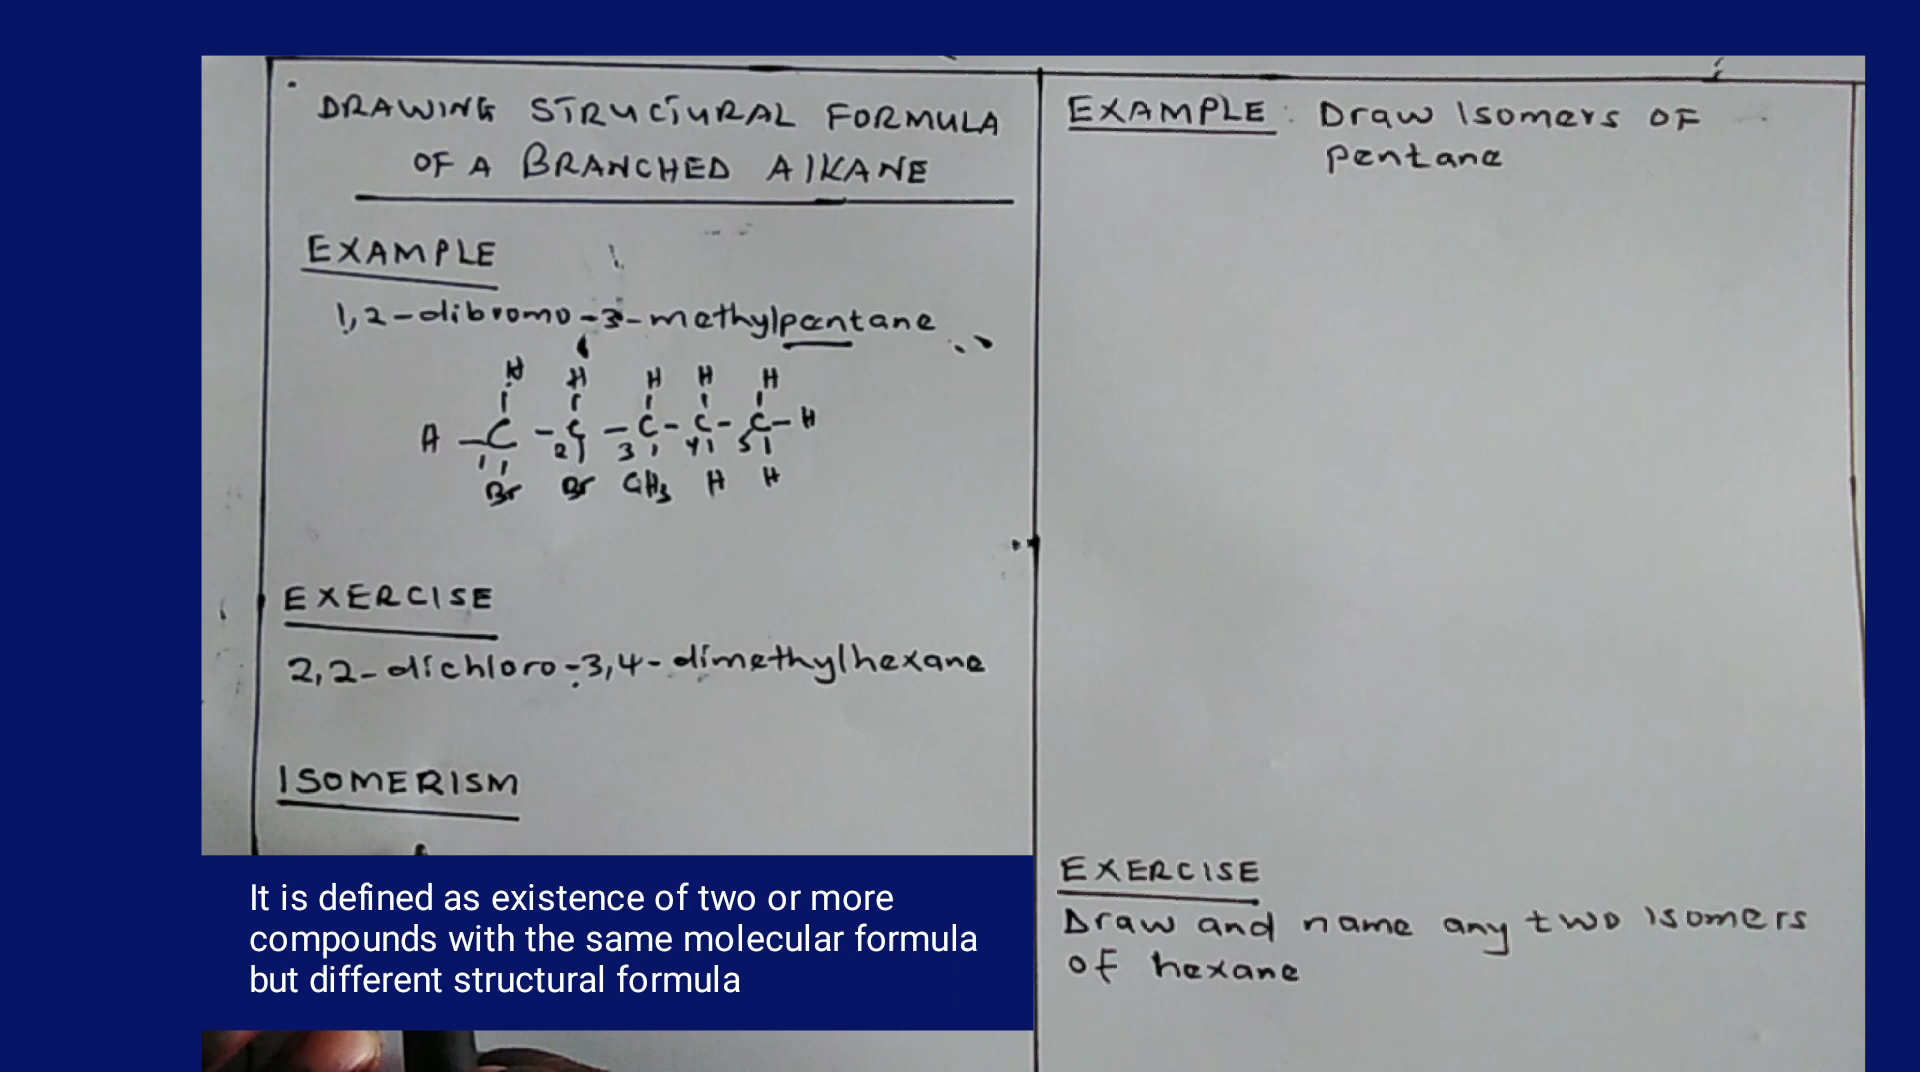 DRAWING STRUCTURAL FORMULA
OF A BRANCHED AlKANE
EXAMPLE
1,2-dibromo-3-methylpentane
H H H H H
H - C - C - C - C - C - H
1 2 3 4 5
Br Br CH3 H H
EXERCISE
2,2-dichloro-3,4-dimethylhexane
ISOMERISM
It is defined as existence of two or more
compounds with the same molecular formula
but different structural formula
EXAMPLE: Draw Isomers OF
pentane
EXERCISE
Draw and name any two Isomers
of hexane